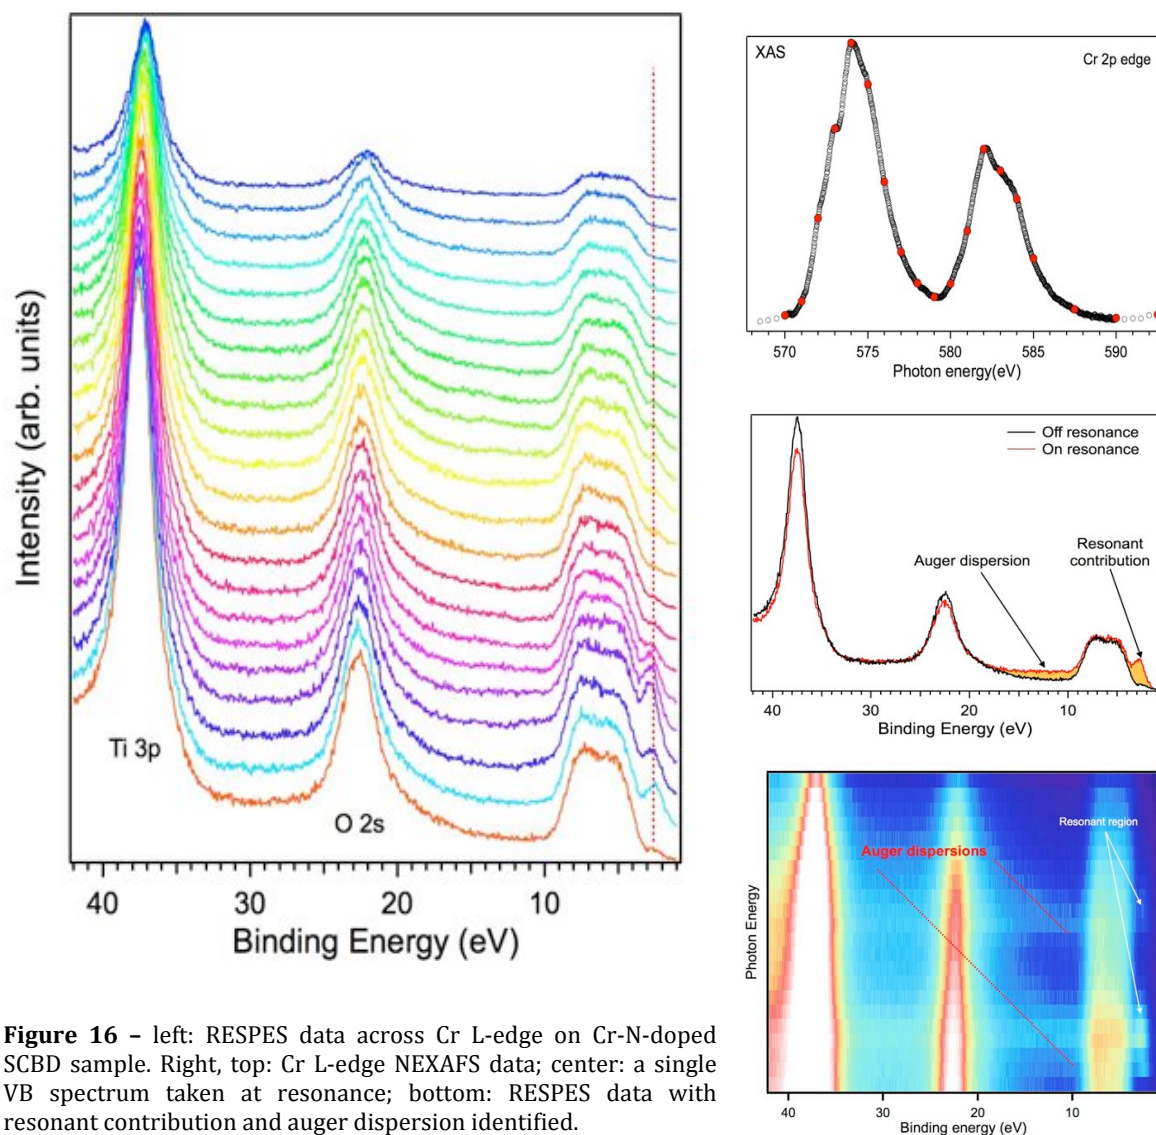 Intensity (arb. units)
Ti 3p
O 2s
40
30
20
10
Binding Energy (eV)
XAS
Cr 2p edge
570
575
580
585
590
Photon energy(eV)
Off resonance
On resonance
Auger dispersion
Resonant
contribution
40
30
20
10
Binding Energy (eV)
Resonant region
Auger dispersions
Photon Energy
40
30
20
10
Binding energy (eV)
Figure 16 – left: RESPES data across Cr L-edge on Cr-N-doped
SCBD sample. Right, top: Cr L-edge NEXAFS data; center: a single
VB spectrum taken at resonance; bottom: RESPES data with
resonant contribution and auger dispersion identified.